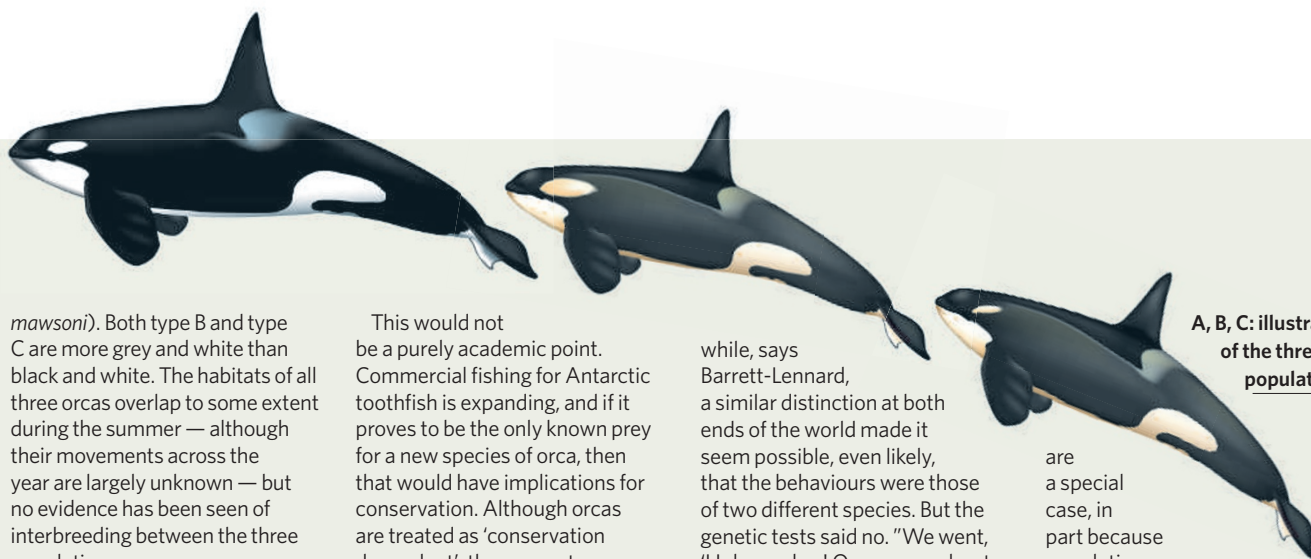 mawsoni). Both type B and type
C are more grey and white than
black and white. The habitats of all
three orcas overlap to some extent
during the summer — although
their movements across the
year are largely unknown — but
no evidence has been seen of
interbreeding between the three
This would not
be a purely academic point.
Commercial fishing for Antarctic
toothfish is expanding, and if it
proves to be the only known prey
for a new species of orca, then
that would have implications for
conservation. Although orcas
are treated as ‘conservation
while, says
Barrett-Lennard,
a similar distinction at both
ends of the world made it
seem possible, even likely,
that the behaviours were those
of two different species. But the
genetic tests said no. "We went,
are
a special
case, in
part because
A, B, C: illustra
of the thre
populat